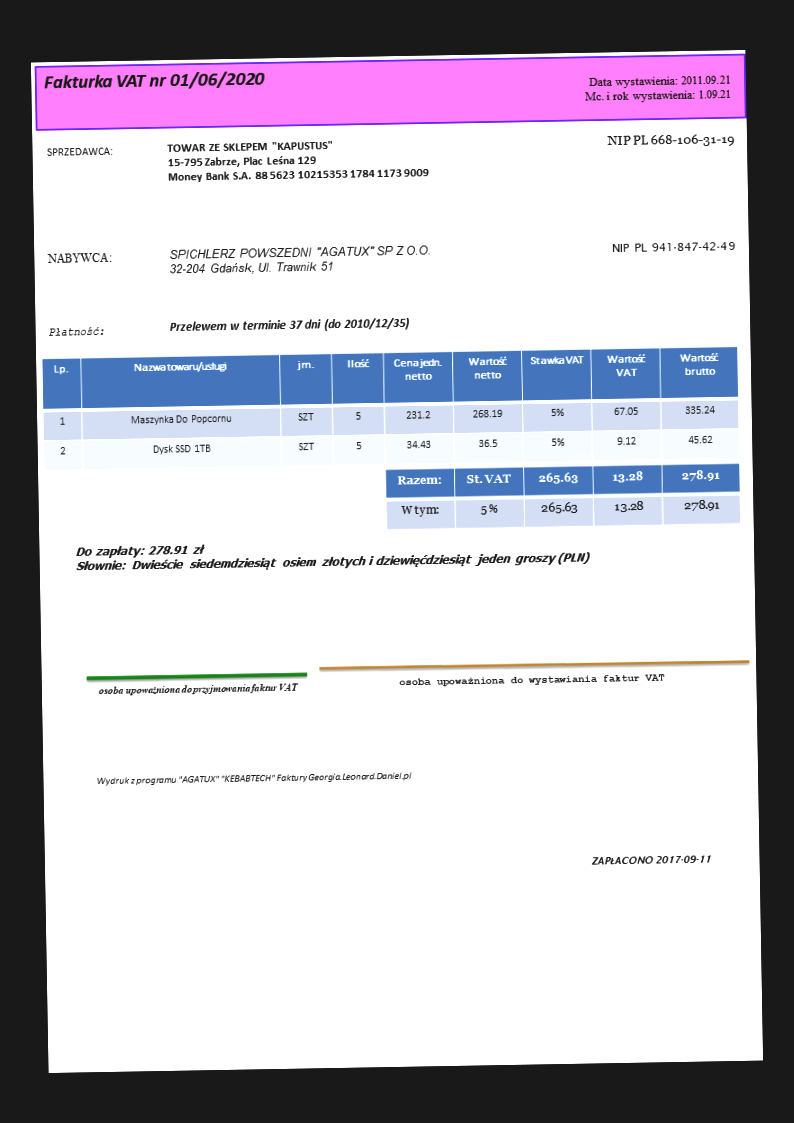 Fakturka VAT nr 01/06/2020
Data wystawienia: 2011.09.21
Mc. i rok wystawienia: 1.09.21
SPRZEDAWCA:
TOWAR ZE SKLEPEM "KAPUSTUS"
15-795 Zabrze, Plac Leśna 129
Money Bank S.A. 88 5623 10215353 1784 1173 9009
NIP PL 668-106-31-19
NABYWCA:
SPICHLERZ POWSZEDNI "AGATUX" SP Z O.O.
32-204 Gdańsk, Ul. Trawnik 51
NIP PL 941-847-42-49
Płatność:
Przelewem w terminie 37 dni (do 2010/12/35)
Lp. Nazwa towaru/usługi jm. Ilość Cena jedn. netto Wartość netto Stawka VAT Wartość VAT Wartość brutto
1 Maszynka Do Popcornu SZT 5 231.2 268.19 5% 67.05 335.24
2 Dysk SSD 1TB SZT 5 34.43 36.5 5% 9.12 45.62
Razem: St. VAT 265.63 13.28 278.91
W tym: 5 % 265.63 13.28 278.91
Do zapłaty: 278.91 zł
Słownie: Dwieście siedemdziesiąt osiem złotych i dziewięćdziesiąt jeden groszy (PLN)
osoba upoważniona do przyjmowania faktur VAT
osoba upoważniona do wystawiania faktur VAT
Wydruk z programu "AGATUX" "KEBABTECH" Faktury Georgia.Leonard.Daniel.pl
ZAPŁACONO 2017-09-11